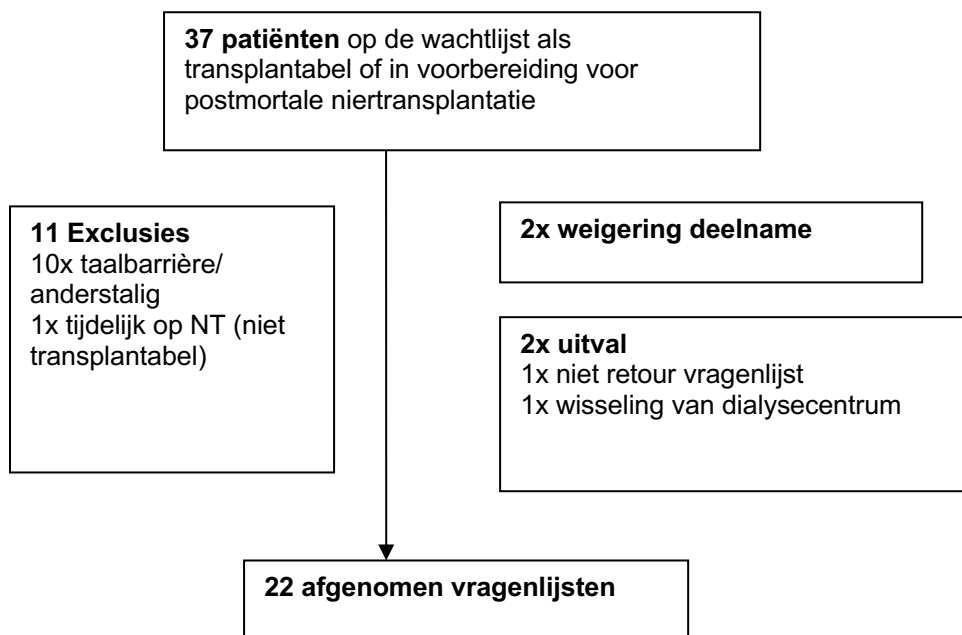 37 patiënten op de wachtlijst als
transplantabel of in voorbereiding voor
postmortale niertransplantatie
11 Exclusies
10x taalbarrière/
anderstalig
1x tijdelijk op NT (niet
transplantabel)
2x weigering deelname
2x uitval
1x niet retour vragenlijst
1x wisseling van dialysecentrum
22 afgenomen vragenlijsten